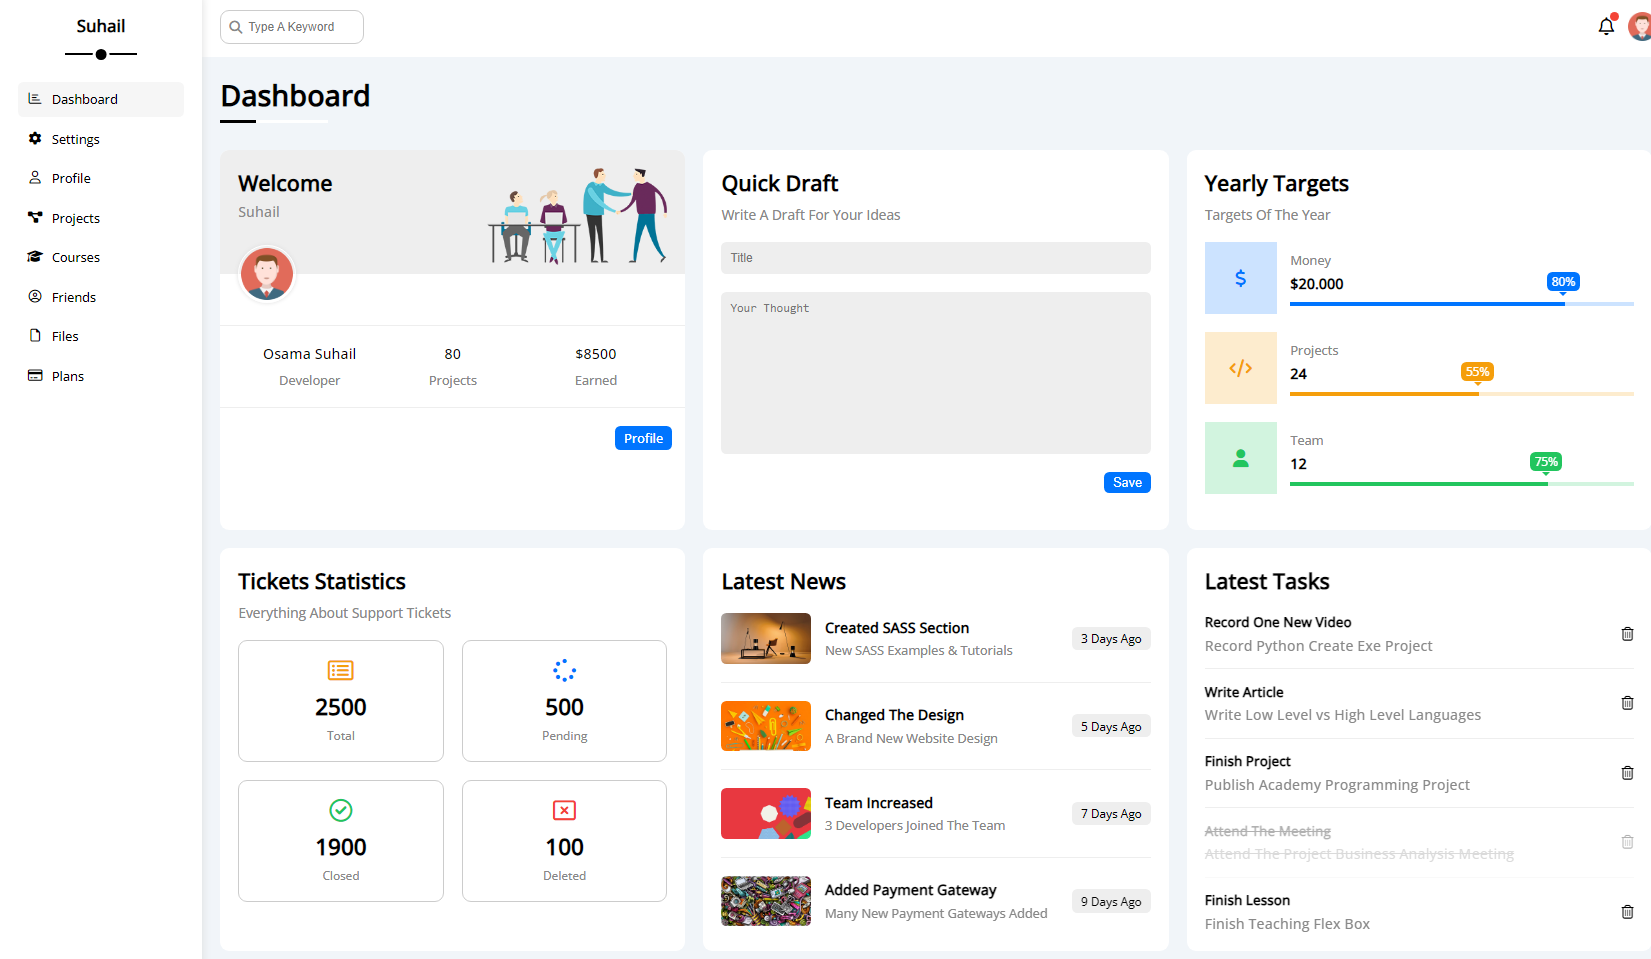 Suhail
Dashboard
Settings
Profile
Projects
Courses
Friends
Files
Plans
Type A Keyword
Dashboard
Welcome
Suhail
Osama Suhail
Developer
80
Projects
$8500
Earned
Profile
Quick Draft
Write A Draft For Your Ideas
Title
Your Thought
Save
Yearly Targets
Targets Of The Year
Money
$20.000
80%
Projects
24
55%
Team
12
75%
Tickets Statistics
Everything About Support Tickets
2500
Total
500
Pending
1900
Closed
100
Deleted
Latest News
Created SASS Section
New SASS Examples & Tutorials
3 Days Ago
Changed The Design
A Brand New Website Design
5 Days Ago
Team Increased
3 Developers Joined The Team
7 Days Ago
Added Payment Gateway
Many New Payment Gateways Added
9 Days Ago
Latest Tasks
Record One New Video
Record Python Create Exe Project
Write Article
Write Low Level vs High Level Languages
Finish Project
Publish Academy Programming Project
Attend The Meeting
Attend The Project Business Analysis Meeting
Finish Lesson
Finish Teaching Flex Box